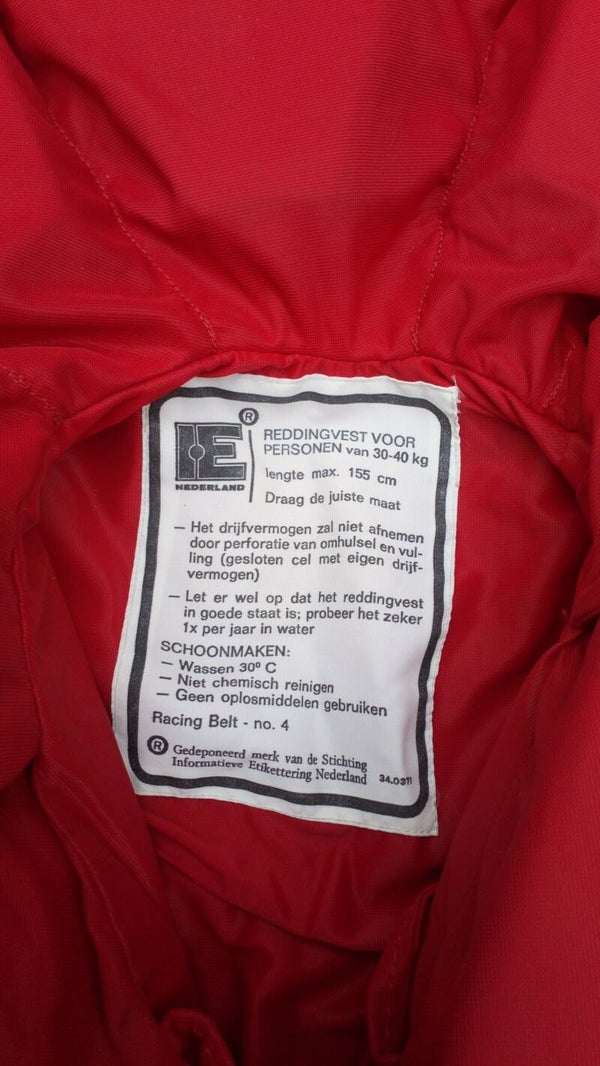 IE ®
NEDERLAND
REDDINGVEST VOOR
PERSONEN van 30-40 kg
lengte max. 155 cm
Draag de juiste maat
— Het drijfvermogen zal niet afnemen
door perforatie van omhulsel en vul-
ling (gesloten cel met eigen drijf-
vermogen)
— Let er wel op dat het reddingvest
in goede staat is; probeer het zeker
1x per jaar in water
SCHOONMAKEN:
— Wassen 30º C
— Niet chemisch reinigen
— Geen oplosmiddelen gebruiken
Racing Belt - no. 4
® Gedeponeerd merk van de Stichting
Informatieve Etikettering Nederland